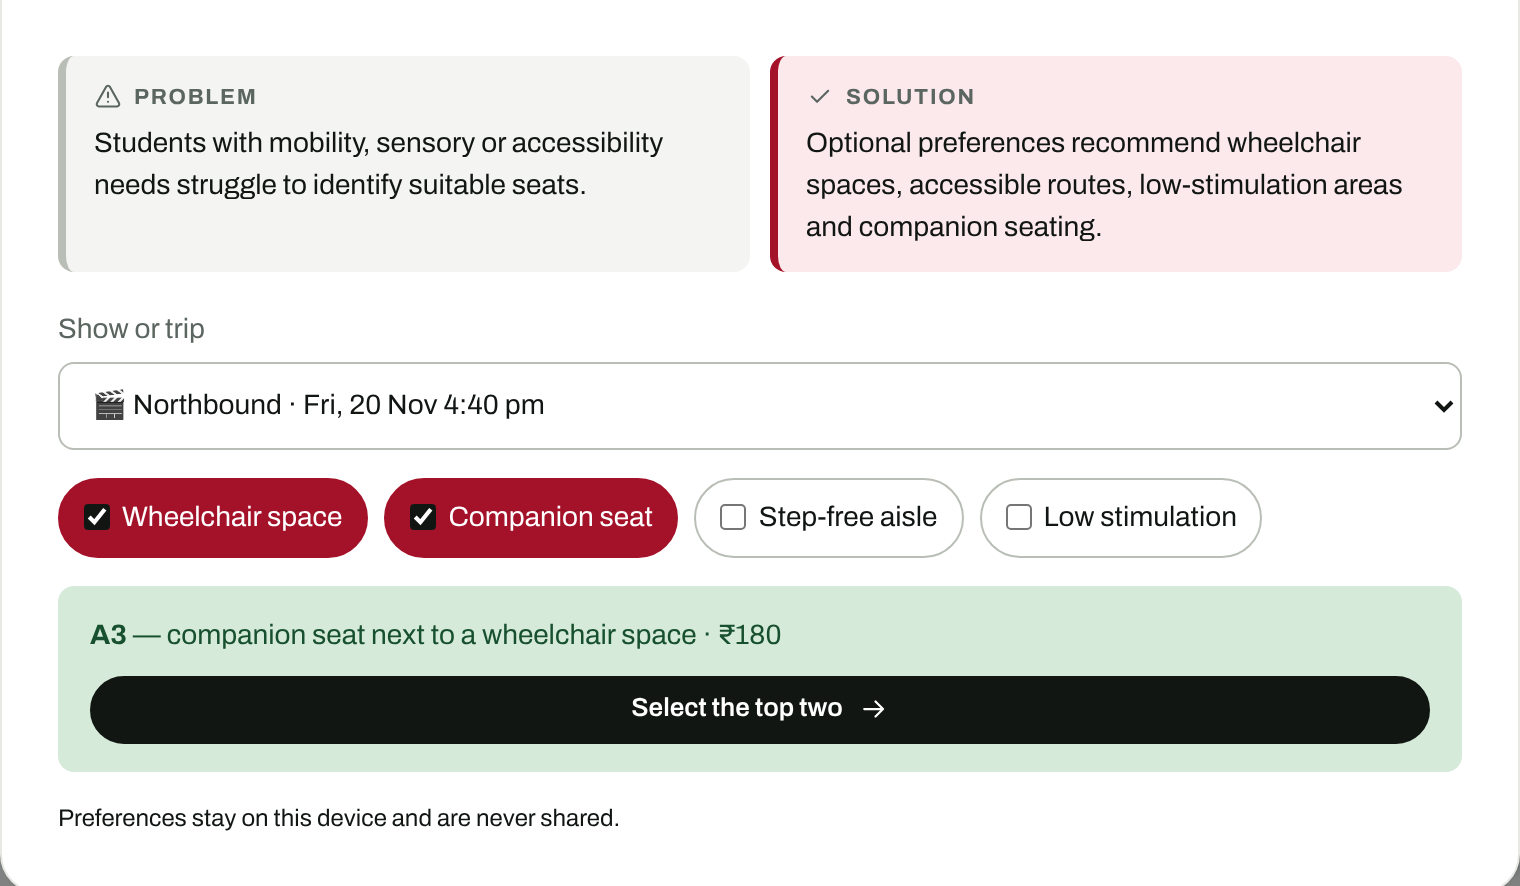 PROBLEM
Students with mobility, sensory or accessibility
needs struggle to identify suitable seats.
SOLUTION
Optional preferences recommend wheelchair
spaces, accessible routes, low-stimulation areas
and companion seating.
Show or trip
🎬 Northbound · Fri, 20 Nov 4:40 pm
Wheelchair space
Companion seat
Step-free aisle
Low stimulation
A3 — companion seat next to a wheelchair space · ₹180
Select the top two →
Preferences stay on this device and are never shared.